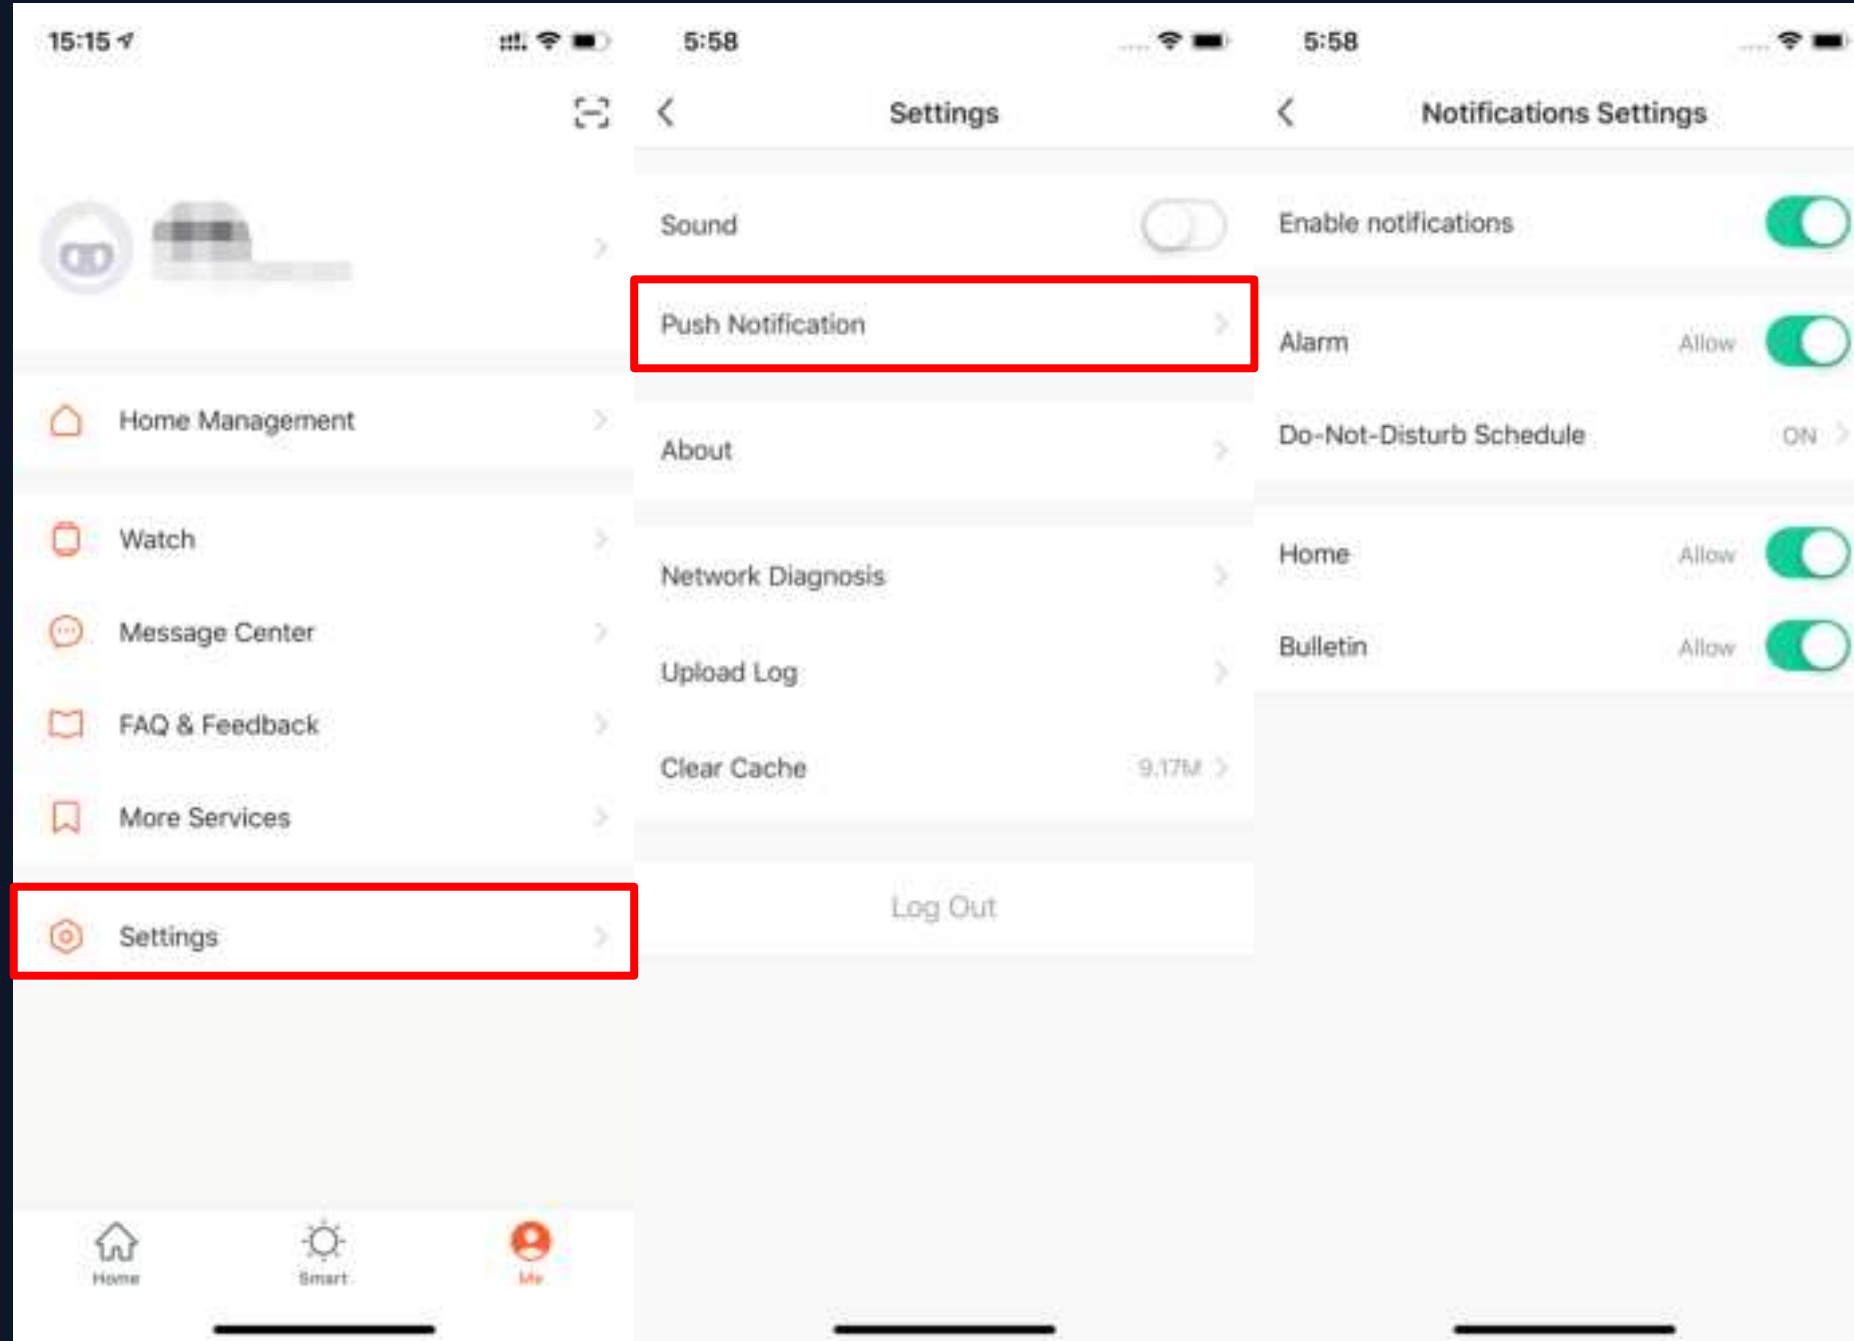 15:15
Home Management
Watch
Message Center
FAQ & Feedback
More Services
Settings
Home
Smart
Me
5:58
Settings
Sound
Push Notification
About
Network Diagnosis
Upload Log
Clear Cache 9.17M
Log Out
5:58
Notifications Settings
Enable notifications
Alarm Allow
Do-Not-Disturb Schedule ON
Home Allow
Bulletin Allow